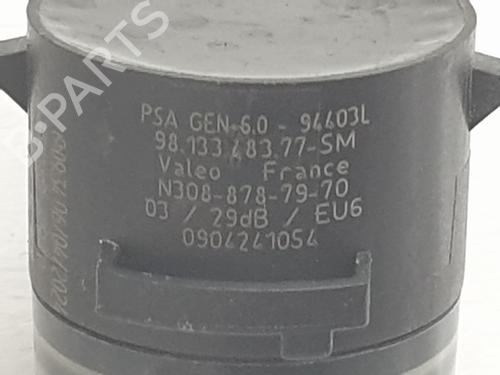 B-PARTS
PSA GEN-6.0 - 94403L
98.133.483.77-SM
Valeo France
N308-878-79-70
03 / 29dB / EU6
0904241054